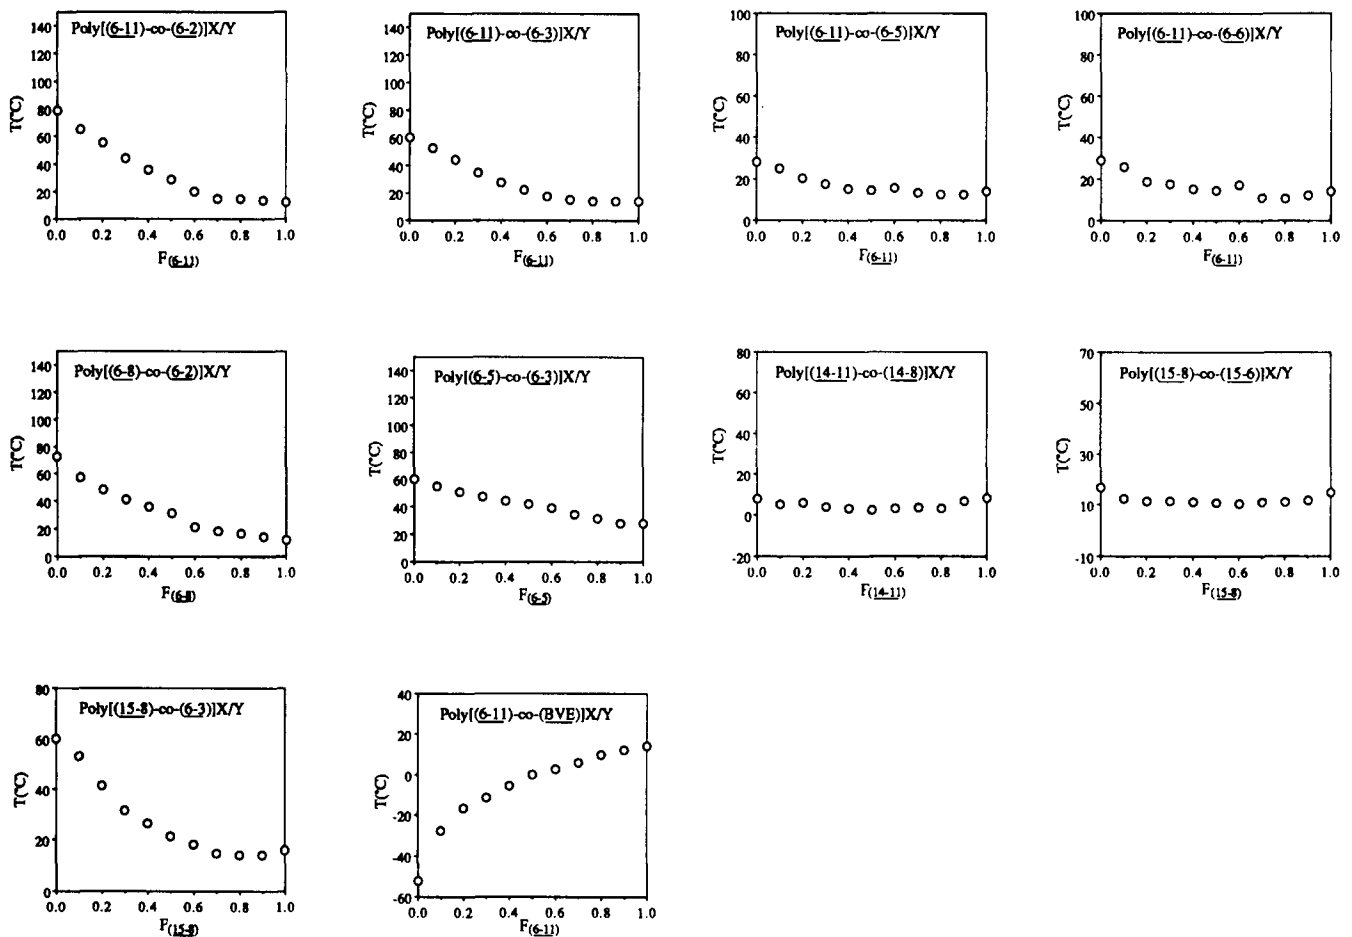 Poly[(6-11)-co-(6-2)]X/Y
T(°C)
140
120
100
80
60
40
20
0
0.0 0.2 0.4 0.6 0.8 1.0
F(6-11)
Poly[(6-11)-co-(6-3)]X/Y
T(°C)
140
120
100
80
60
40
20
0
0.0 0.2 0.4 0.6 0.8 1.0
F(6-11)
Poly[(6-11)-co-(6-5)]X/Y
T(°C)
100
80
60
40
20
0
0.0 0.2 0.4 0.6 0.8 1.0
F(6-11)
Poly[(6-11)-co-(6-6)]X/Y
T(°C)
100
80
60
40
20
0
0.0 0.2 0.4 0.6 0.8 1.0
F(6-11)
Poly[(6-8)-co-(6-2)]X/Y
T(°C)
140
120
100
80
60
40
20
0
0.0 0.2 0.4 0.6 0.8 1.0
F(6-8)
Poly[(6-5)-co-(6-3)]X/Y
T(°C)
140
120
100
80
60
40
20
0
0.0 0.2 0.4 0.6 0.8 1.0
F(6-5)
Poly[(14-11)-co-(14-8)]X/Y
T(°C)
80
60
40
20
0
-20
0.0 0.2 0.4 0.6 0.8 1.0
F(14-11)
Poly[(15-8)-co-(15-6)]X/Y
T(°C)
70
50
30
10
-10
0.0 0.2 0.4 0.6 0.8 1.0
F(15-8)
Poly[(15-8)-co-(6-3)]X/Y
T(°C)
80
60
40
20
0
0.0 0.2 0.4 0.6 0.8 1.0
F(15-8)
Poly[(6-11)-co-(BVE)]X/Y
T(°C)
40
20
0
-20
-40
-60
0.0 0.2 0.4 0.6 0.8 1.0
F(6-11)